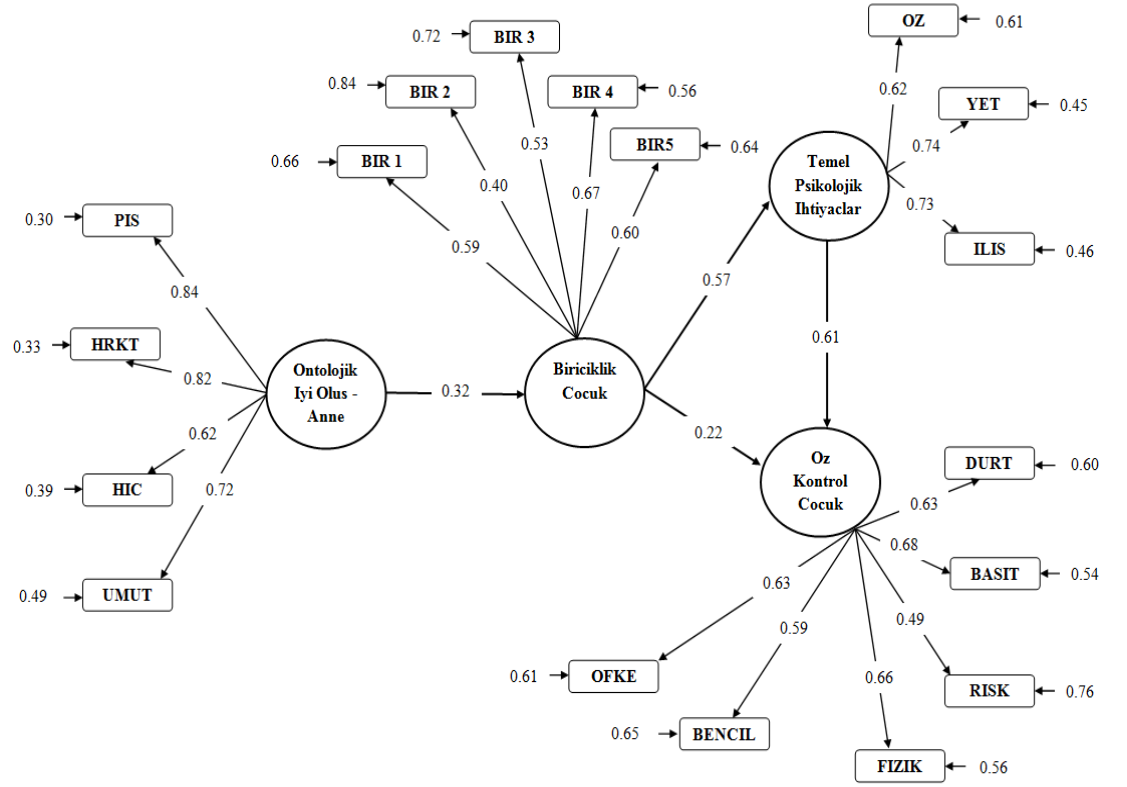 OZ
0.61
0.72
BIR 3
0.84
BIR 2
BIR 4
0.56
0.62
YET
0.45
0.53
BIR5
0.64
0.74
0.66
BIR 1
Temel
Psikolojik
Ihtiyaclar
0.40
0.67
0.73
0.30
PIS
0.59
0.60
ILIS
0.46
0.84
0.57
0.33
HRKT
0.61
0.82
Ontolojik
Iyi Olus -
Anne
0.32
Biriciklik
Cocuk
0.62
0.22
0.39
HIC
0.72
Oz
Kontrol
Cocuk
DURT
0.60
0.63
0.68
0.49
UMUT
BASIT
0.54
0.63
0.59
0.49
0.61
OFKE
0.66
RISK
0.76
0.65
BENCIL
FIZIK
0.56